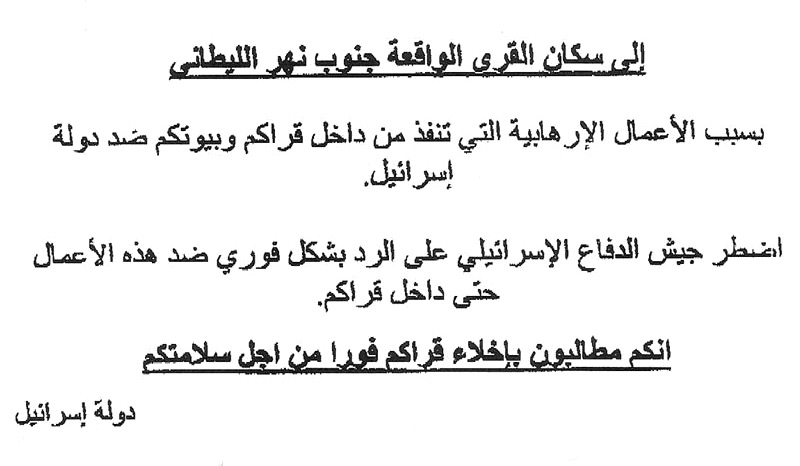 إلى سكان القرى الواقعة جنوب نهر الليطاني
بسبب الأعمال الإرهابية التي تنفذ من داخل قراكم وبيوتكم ضد دولة
إسرائيل.
اضطر جيش الدفاع الإسرائيلي على الرد بشكل فوري ضد هذه الأعمال
حتى داخل قراكم.
انكم مطالبون بإخلاء قراكم فورا من اجل سلامتكم
دولة إسرائيل